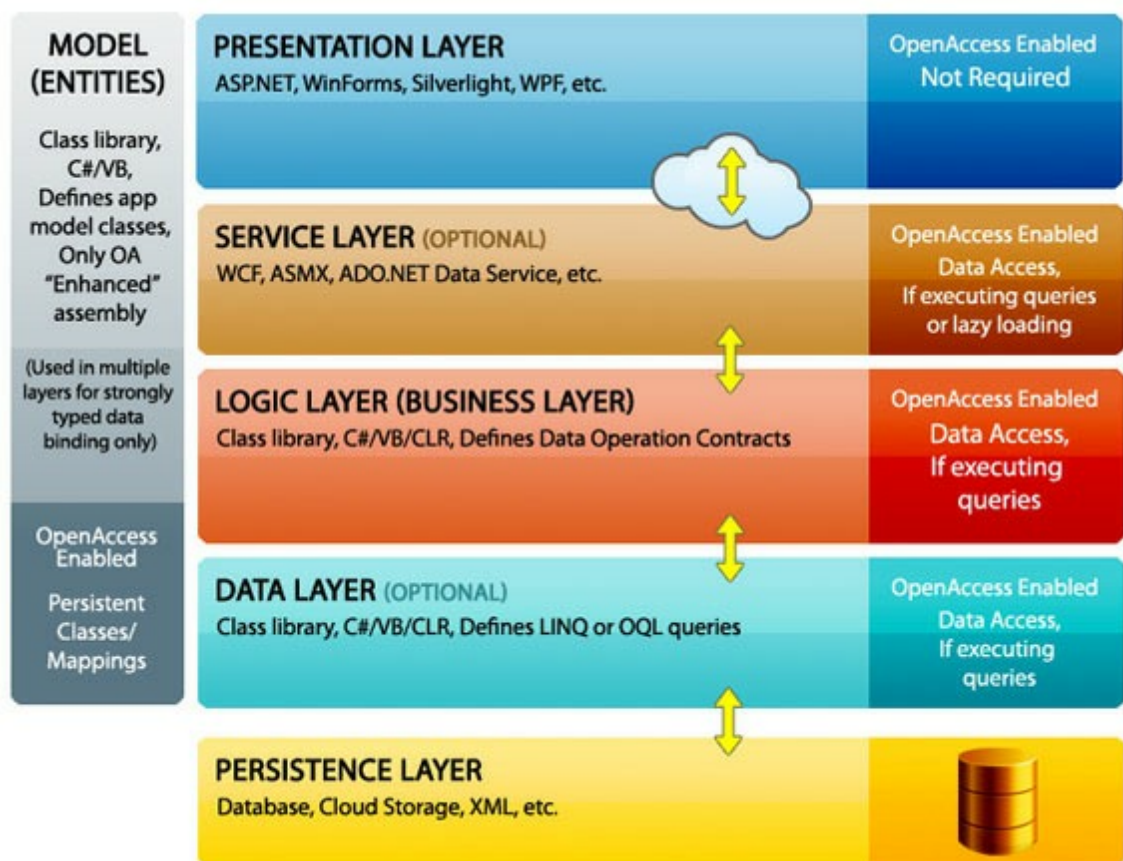 MODEL
(ENTITIES)
Class library,
C#/VB,
Defines app
model classes,
Only OA
“Enhanced”
assembly
(Used in multiple
layers for strongly
typed data
binding only)
OpenAccess
Enabled
Persistent
Classes/
Mappings
PRESENTATION LAYER
ASP.NET, WinForms, Silverlight, WPF, etc.
OpenAccess Enabled
Not Required
SERVICE LAYER (OPTIONAL)
WCF, ASMX, ADO.NET Data Service, etc.
OpenAccess Enabled
Data Access,
If executing queries
or lazy loading
LOGIC LAYER (BUSINESS LAYER)
Class library, C#/VB/CLR, Defines Data Operation Contracts
OpenAccess Enabled
Data Access,
If executing
queries
DATA LAYER (OPTIONAL)
Class library, C#/VB/CLR, Defines LINQ or OQL queries
OpenAccess Enabled
Data Access,
If executing
queries
PERSISTENCE LAYER
Database, Cloud Storage, XML, etc.